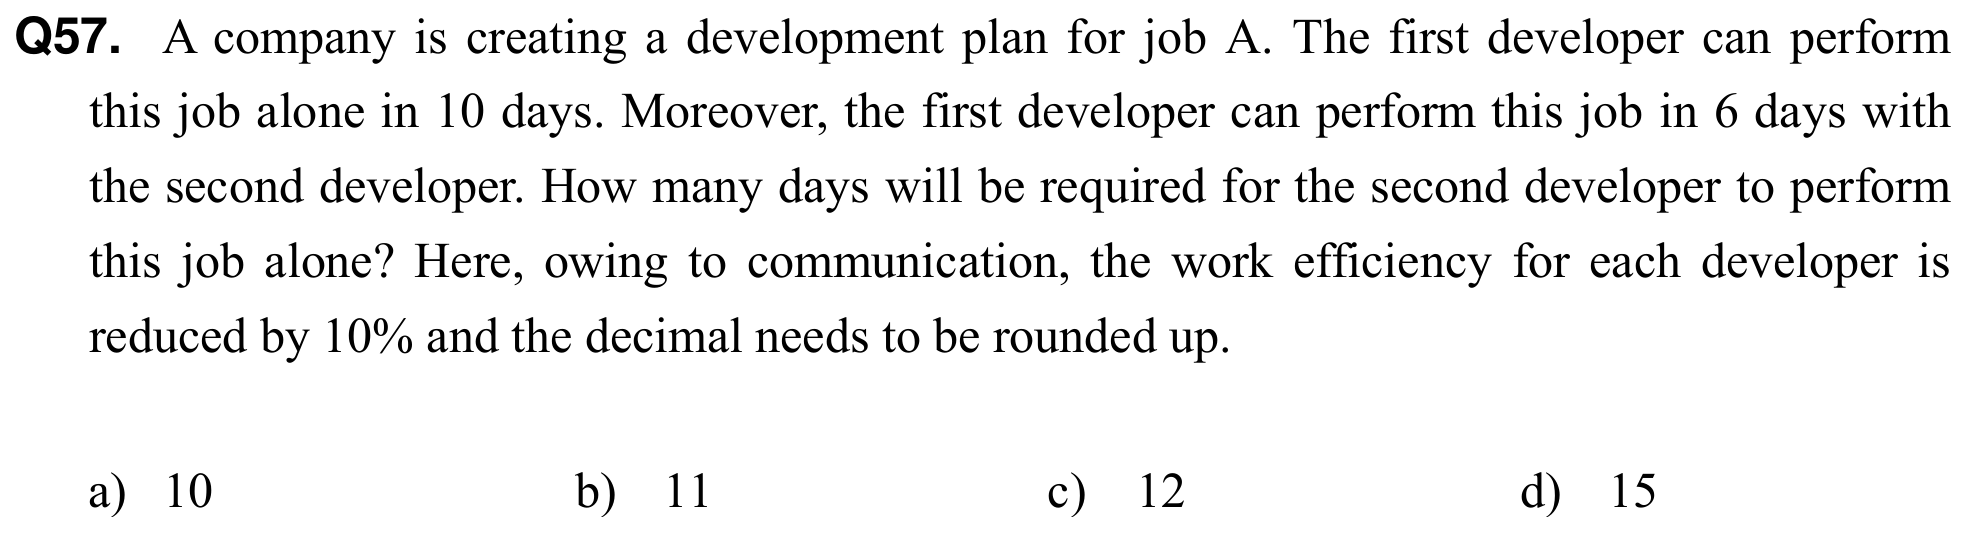 Q57. A company is creating a development plan for job A. The first developer can perform
this job alone in 10 days. Moreover, the first developer can perform this job in 6 days with
the second developer. How many days will be required for the second developer to perform
this job alone? Here, owing to communication, the work efficiency for each developer is
reduced by 10% and the decimal needs to be rounded up.
a) 10 b) 11 c) 12 d) 15